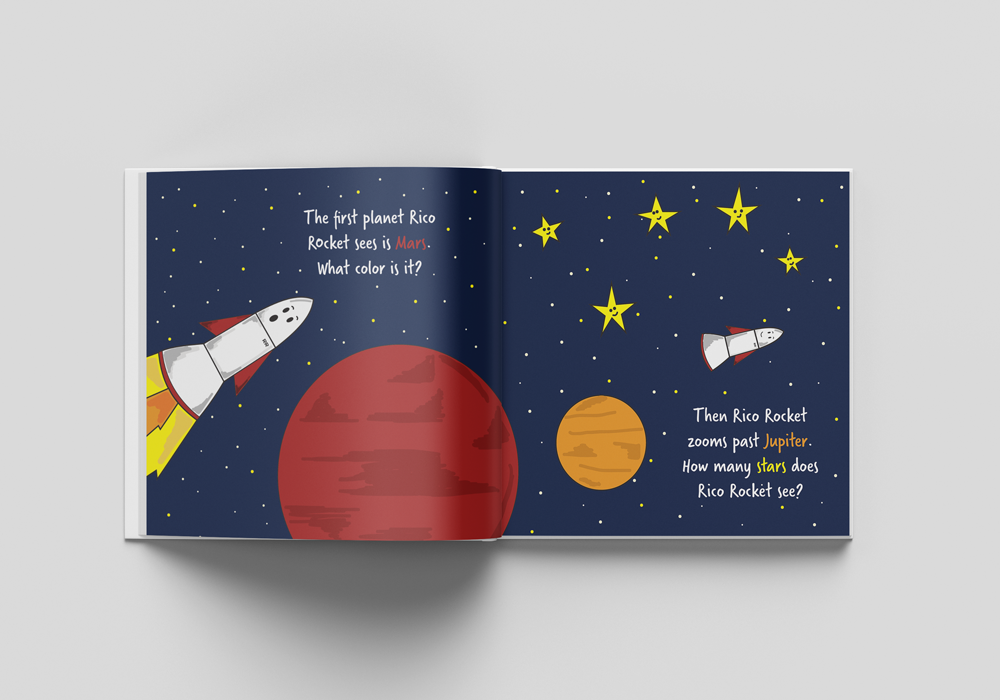 The first planet Rico
Rocket sees is Mars.
What color is it?
Then Rico Rocket
zooms past Jupiter.
How many stars does
Rico Rocket see?